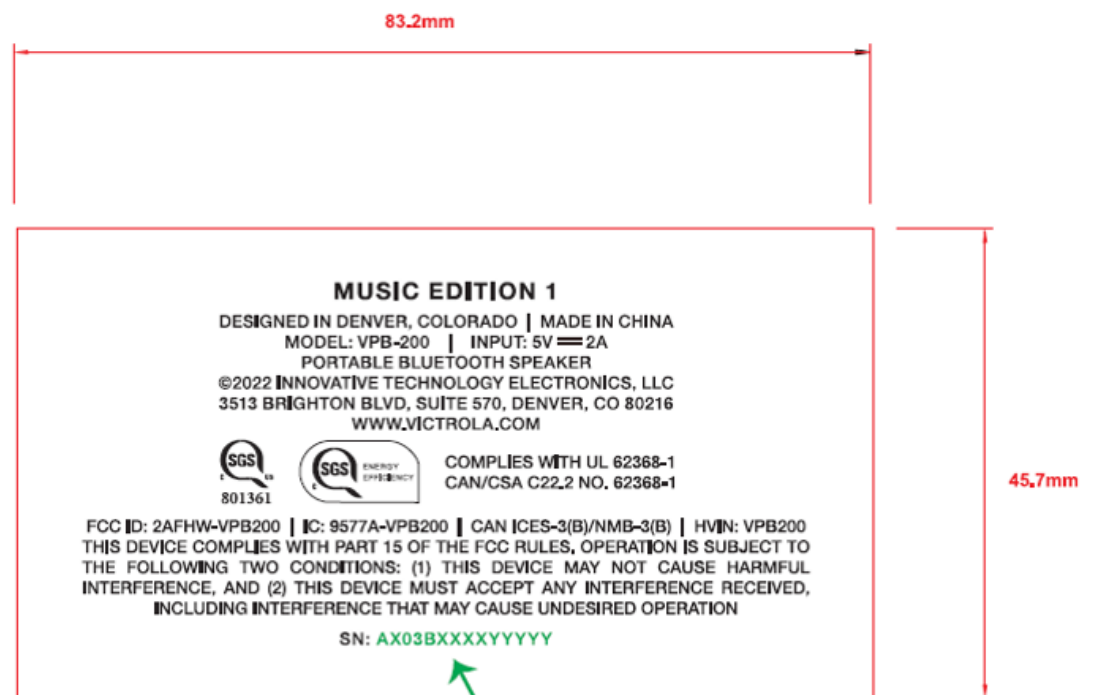 83.2mm
MUSIC EDITION 1
DESIGNED IN DENVER, COLORADO | MADE IN CHINA
MODEL: VPB-200 | INPUT: 5V ⎓ 2A
PORTABLE BLUETOOTH SPEAKER
©2022 INNOVATIVE TECHNOLOGY ELECTRONICS, LLC
3513 BRIGHTON BLVD, SUITE 570, DENVER, CO 80216
WWW.VICTROLA.COM
SGS
C US
801361
SGS
C
ENERGY
EFFICIENCY
COMPLIES WITH UL 62368-1
CAN/CSA C22.2 NO. 62368-1
45.7mm
FCC ID: 2AFHW-VPB200 | IC: 9577A-VPB200 | CAN ICES-3(B)/NMB-3(B) | HVIN: VPB200
THIS DEVICE COMPLIES WITH PART 15 OF THE FCC RULES, OPERATION IS SUBJECT TO
THE FOLLOWING TWO CONDITIONS: (1) THIS DEVICE MAY NOT CAUSE HARMFUL
INTERFERENCE, AND (2) THIS DEVICE MUST ACCEPT ANY INTERFERENCE RECEIVED,
INCLUDING INTERFERENCE THAT MAY CAUSE UNDESIRED OPERATION
SN: AX03BXXXXYYYYY